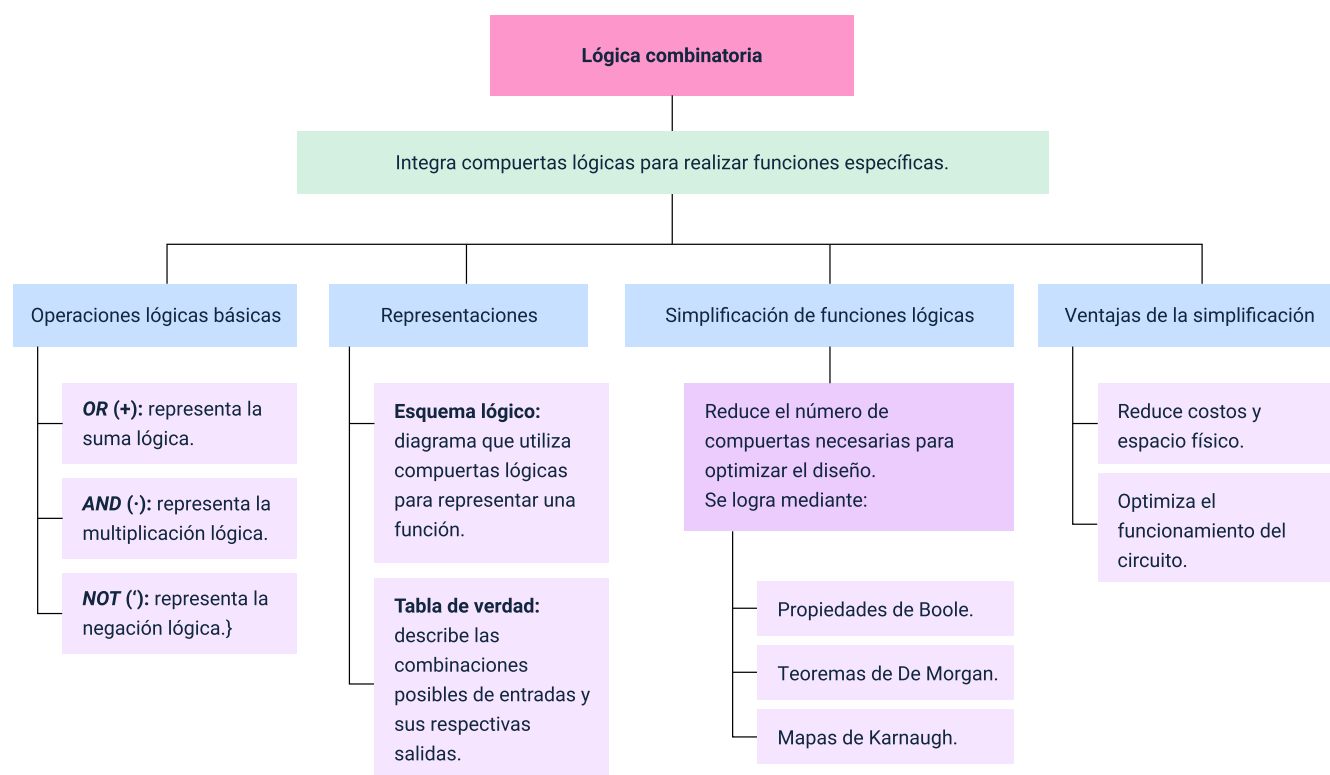 Lógica combinatoria
Integra compuertas lógicas para realizar funciones específicas.
Operaciones lógicas básicas
OR (+): representa la
suma lógica.
AND (·): representa la
multiplicación lógica.
NOT (‘): representa la
negación lógica.}
Representaciones
Esquema lógico:
diagrama que utiliza
compuertas lógicas
para representar una
función.
Tabla de verdad:
describe las
combinaciones
posibles de entradas y
sus respectivas
salidas.
Simplificación de funciones lógicas
Reduce el número de
compuertas necesarias para
optimizar el diseño.
Se logra mediante:
Propiedades de Boole.
Teoremas de De Morgan.
Mapas de Karnaugh.
Ventajas de la simplificación
Reduce costos y
espacio físico.
Optimiza el
funcionamiento del
circuito.